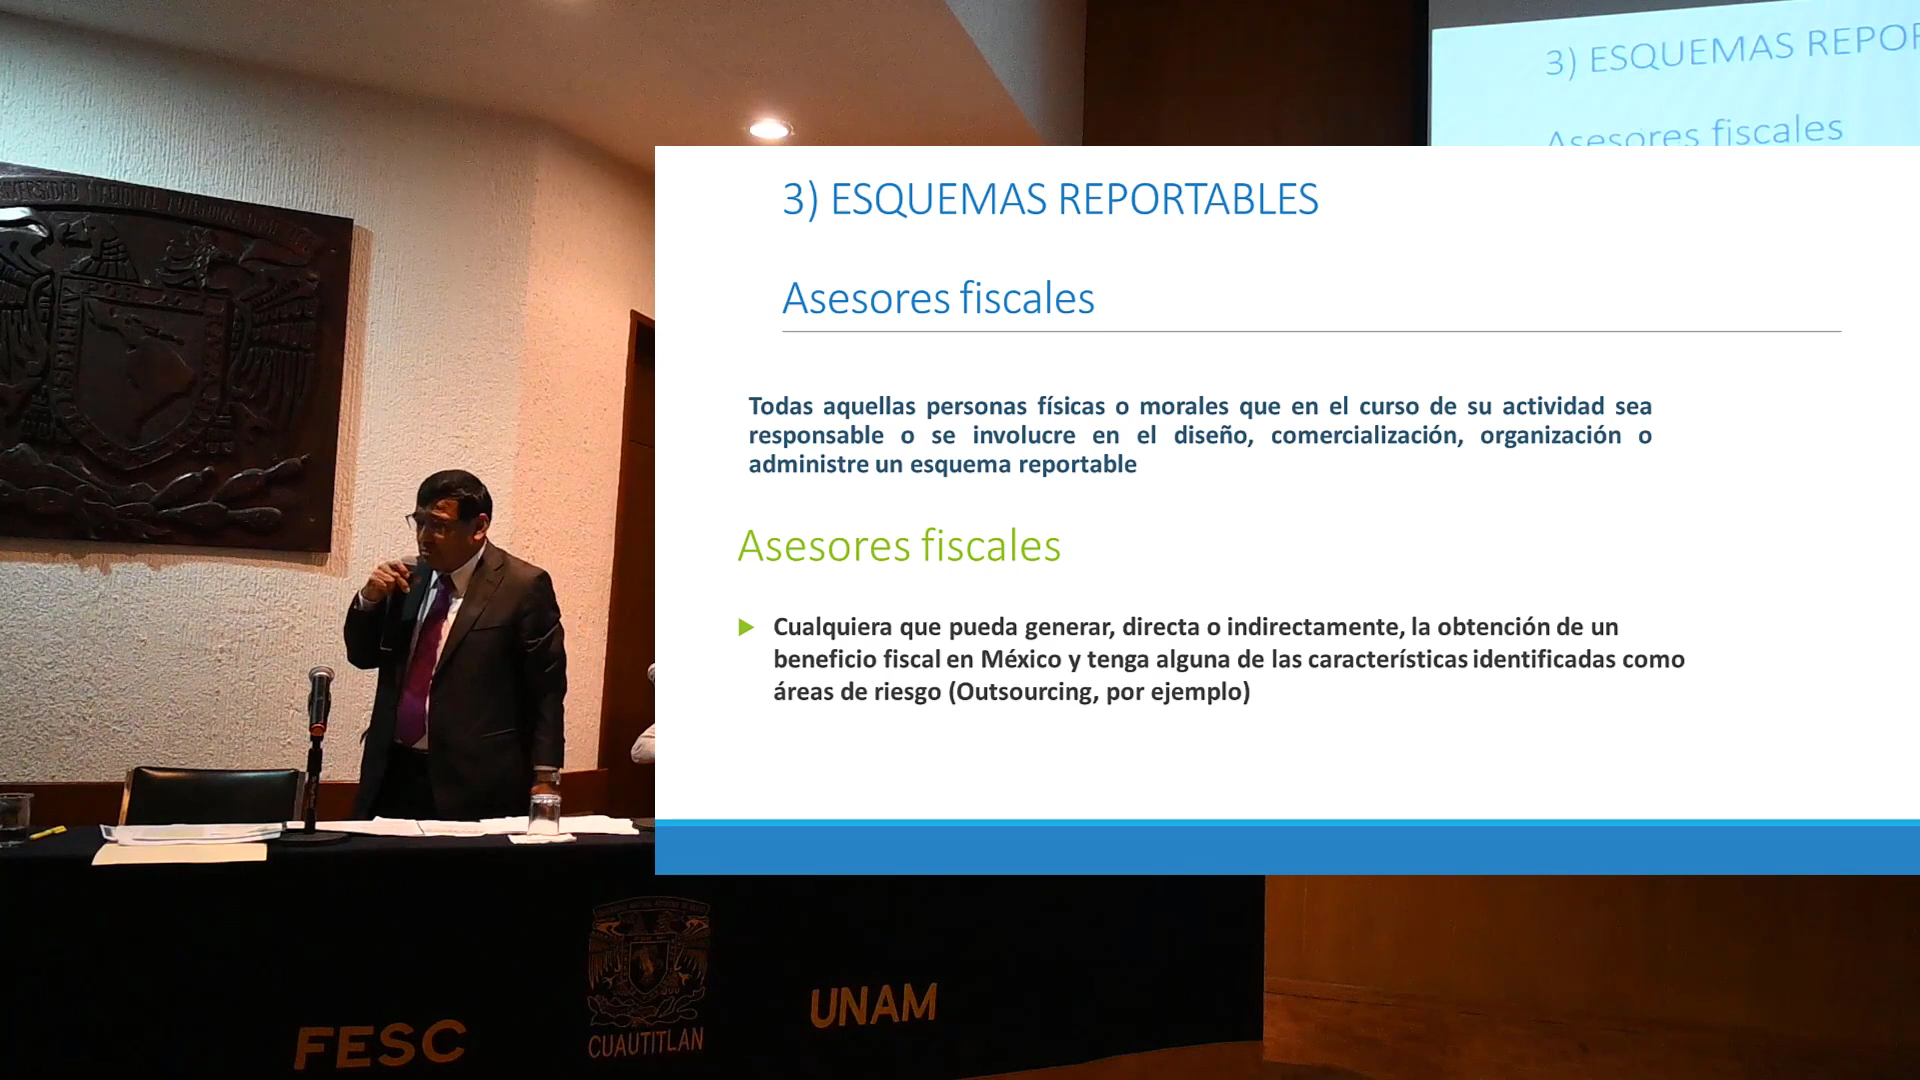 3) ESQUEMAS REPOR
Asesores fiscales
3) ESQUEMAS REPORTABLES
Asesores fiscales
Todas aquellas personas físicas o morales que en el curso de su actividad sea
responsable o se involucre en el diseño, comercialización, organización o
administre un esquema reportable
Asesores fiscales
Cualquiera que pueda generar, directa o indirectamente, la obtención de un
beneficio fiscal en México y tenga alguna de las características identificadas como
áreas de riesgo (Outsourcing, por ejemplo)
FESC
CUAUTITLAN
UNAM